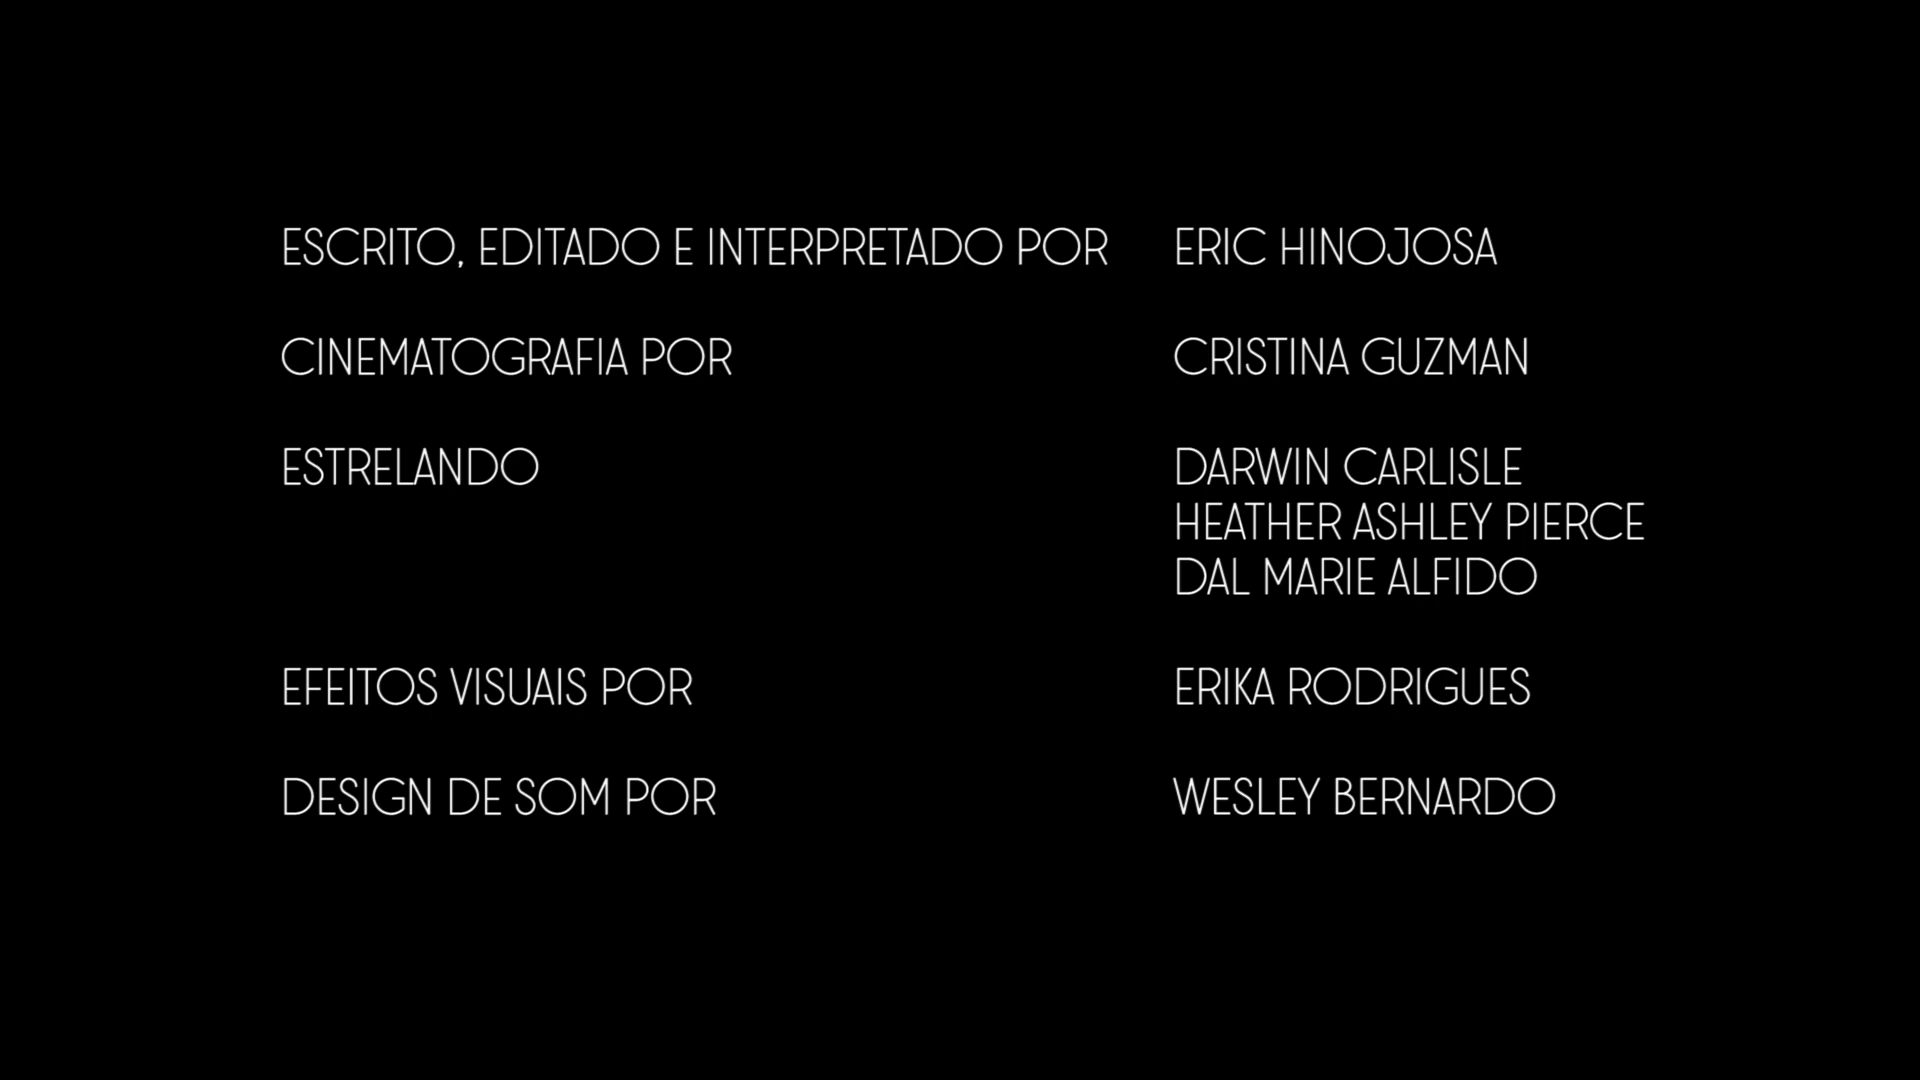 ESCRITO, EDITADO E INTERPRETADO POR ERIC HINOJOSA
CINEMATOGRAFIA POR CRISTINA GUZMAN
ESTRELANDO DARWIN CARLISLE
HEATHER ASHLEY PIERCE
DAL MARIE ALFIDO
EFEITOS VISUAIS POR ERIKA RODRIGUES
DESIGN DE SOM POR WESLEY BERNARDO